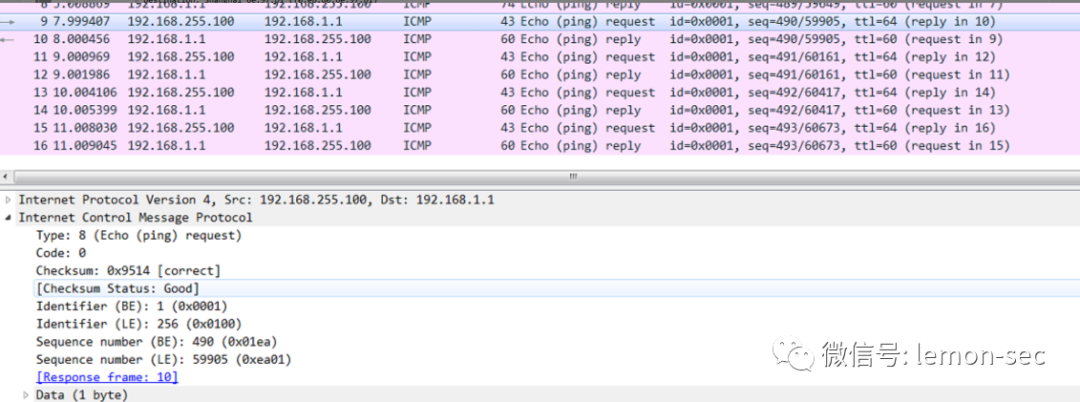 74 Echo (ping) reply id=0x0001, seq=489/59649, ttl=60 (request in 7)
9 7.999407 192.168.255.100 192.168.1.1 ICMP 43 Echo (ping) request id=0x0001, seq=490/59905, ttl=64 (reply in 10)
10 8.000456 192.168.1.1 192.168.255.100 ICMP 60 Echo (ping) reply id=0x0001, seq=490/59905, ttl=60 (request in 9)
11 9.000969 192.168.255.100 192.168.1.1 ICMP 43 Echo (ping) request id=0x0001, seq=491/60161, ttl=64 (reply in 12)
12 9.001986 192.168.1.1 192.168.255.100 ICMP 60 Echo (ping) reply id=0x0001, seq=491/60161, ttl=60 (request in 11)
13 10.004106 192.168.255.100 192.168.1.1 ICMP 43 Echo (ping) request id=0x0001, seq=492/60417, ttl=64 (reply in 14)
14 10.005399 192.168.1.1 192.168.255.100 ICMP 60 Echo (ping) reply id=0x0001, seq=492/60417, ttl=60 (request in 13)
15 11.008030 192.168.255.100 192.168.1.1 ICMP 43 Echo (ping) request id=0x0001, seq=493/60673, ttl=64 (reply in 16)
16 11.009045 192.168.1.1 192.168.255.100 ICMP 60 Echo (ping) reply id=0x0001, seq=493/60673, ttl=60 (request in 15)
Internet Protocol Version 4, Src: 192.168.255.100, Dst: 192.168.1.1
Internet Control Message Protocol
Type: 8 (Echo (ping) request)
Code: 0
Checksum: 0x9514 [correct]
[Checksum Status: Good]
Identifier (BE): 1 (0x0001)
Identifier (LE): 256 (0x0100)
Sequence number (BE): 490 (0x01ea)
Sequence number (LE): 59905 (0xea01)
[Response frame: 10]
Data (1 byte)
微信号: lemon-sec